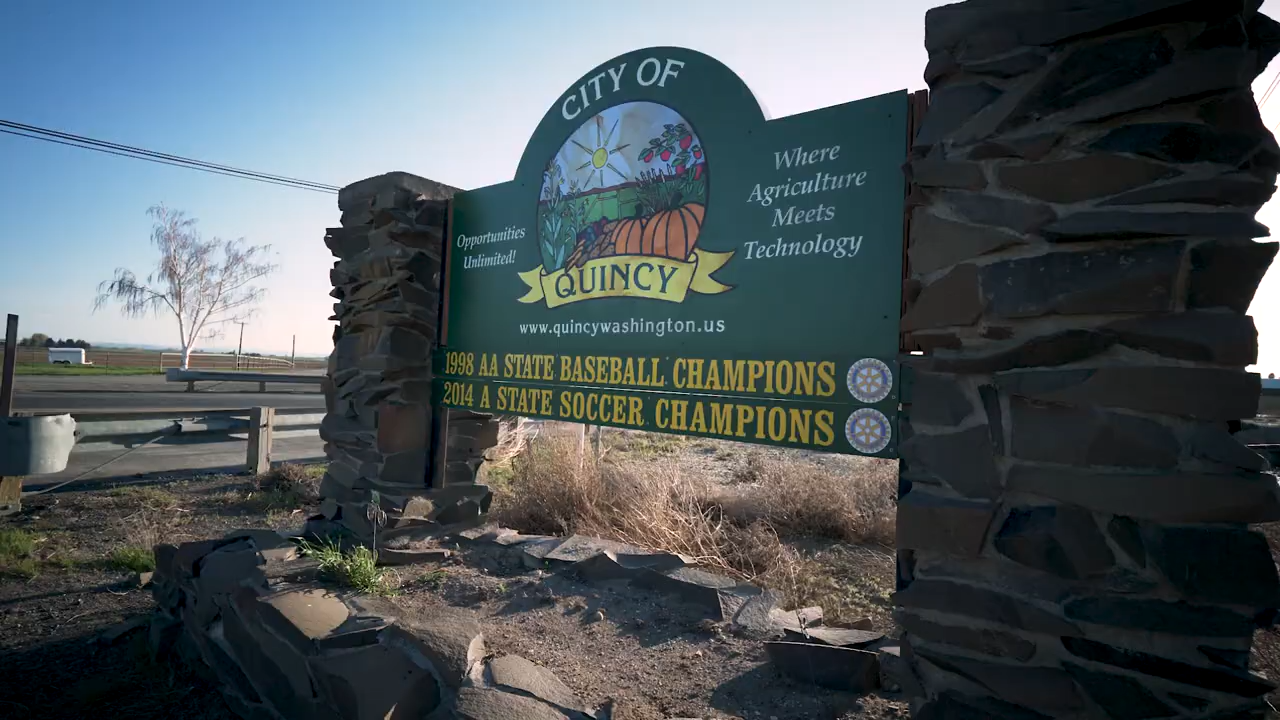 CITY OF
QUINCY
Opportunities
Unlimited!
Where
Agriculture
Meets
Technology
www.quincywashington.us
1998 AA STATE BASEBALL CHAMPIONS
2014 A STATE SOCCER CHAMPIONS